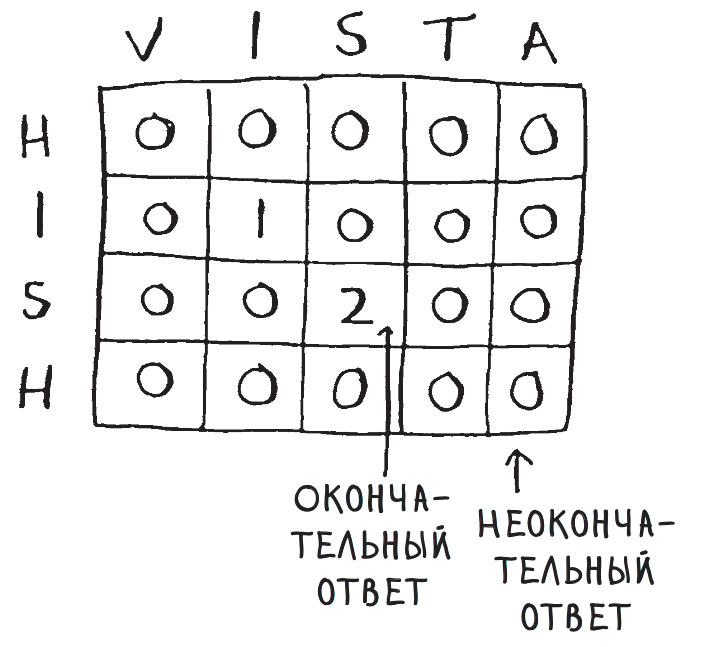 V I S T A
H 0 0 0 0 0
I 0 1 0 0 0
S 0 0 2 0 0
H 0 0 0 0 0
ОКОНЧА-
ТЕЛЬНЫЙ
ОТВЕТ
НЕОКОНЧА-
ТЕЛЬНЫЙ
ОТВЕТ